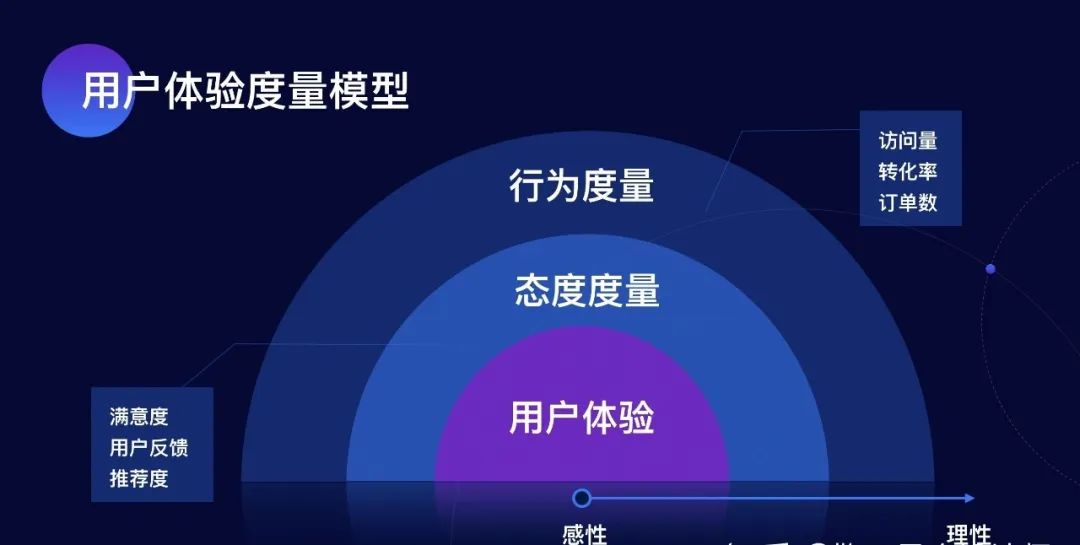 用户体验度量模型
访问量
转化率
订单数
行为度量
态度度量
用户体验
满意度
用户反馈
推荐度
感性
理性